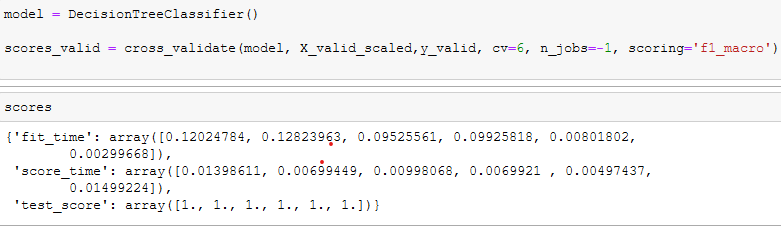 model = DecisionTreeClassifier()
scores_valid = cross_validate(model, X_valid_scaled,y_valid, cv=6, n_jobs=-1, scoring='f1_macro')
scores
{'fit_time': array([0.12024784, 0.12823963, 0.09525561, 0.09925818, 0.00801802,
0.00299668]),
'score_time': array([0.01398611, 0.00699449, 0.00998068, 0.0069921 , 0.00497437,
0.01499224]),
'test_score': array([1., 1., 1., 1., 1., 1.])}